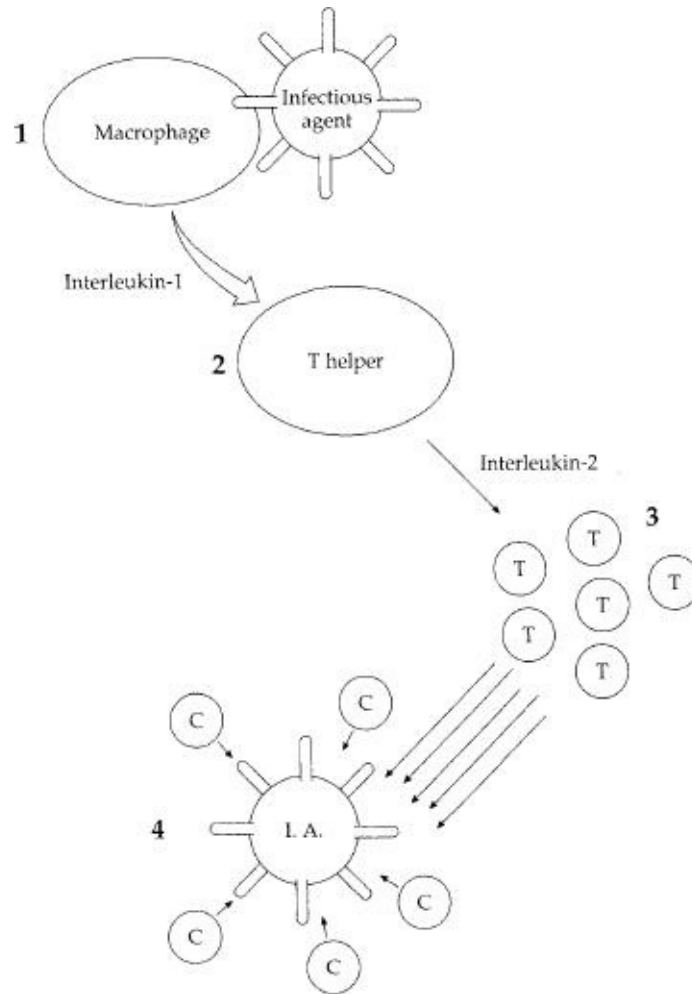 Infectious
agent
1
Macrophage
Interleukin-1
2
T helper
Interleukin-2
3
T
T
T
T
T
T
C
C
4
I. A.
C
C
C